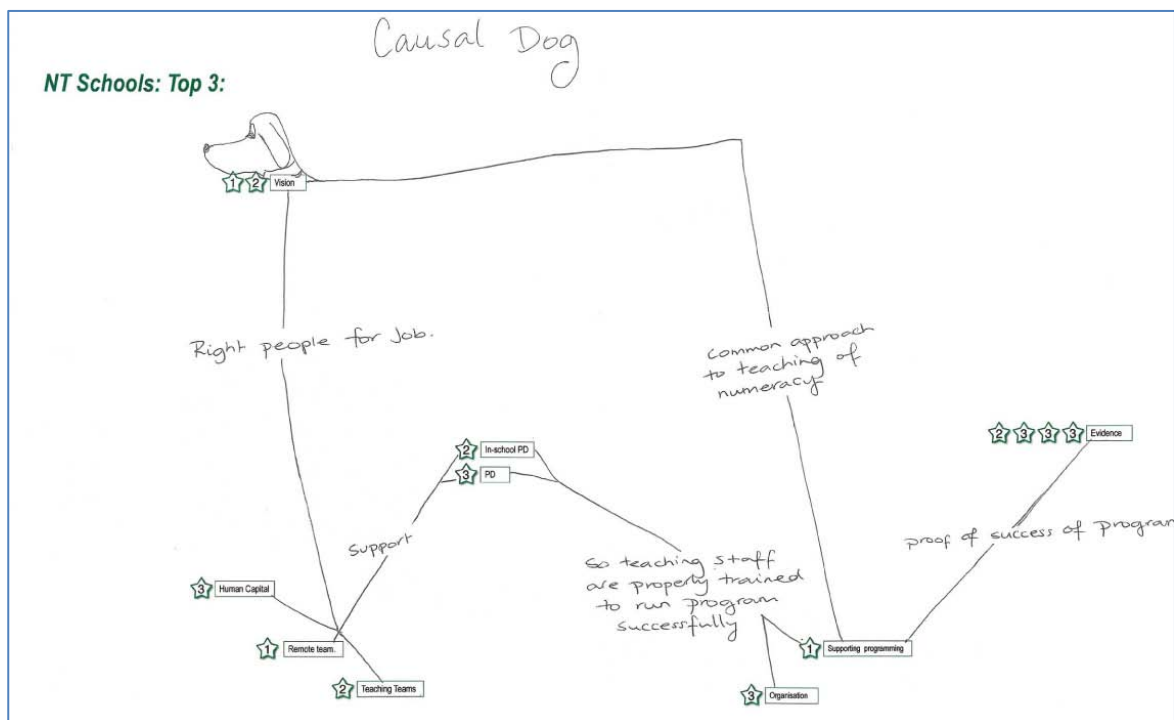 Causal Dog
NT Schools: Top 3:
1 2 Vision
Right people for Job.
Common approach
to teaching of
numeracy
2 3 3 3 Evidence
2 In-school PD
3 PD
Support
proof of success of program
So teaching staff
are properly trained
to run program
successfully
3 Human Capital
1 Remote team.
1 Supporting programming
2 Teaching Teams
3 Organisation